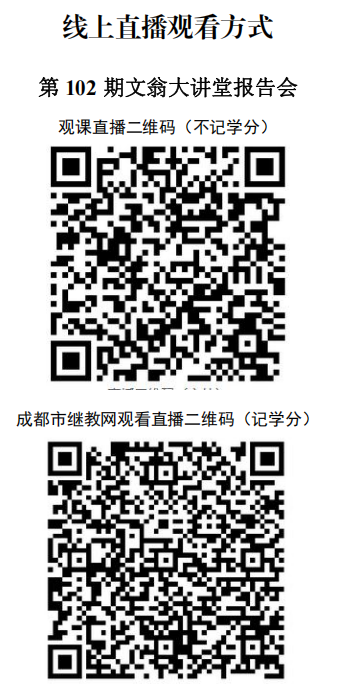 线上直播观看方式
第 102 期文翁大讲堂报告会
观课直播二维码（不记学分）
成都市继教网观看直播二维码（记学分）